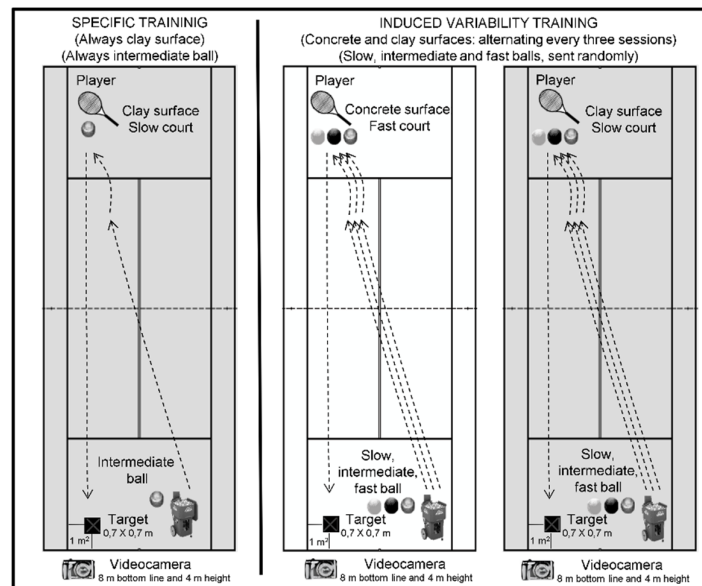 SPECIFIC TRAINING
(Always clay surface)
(Always intermediate ball)
Player
Clay surface
Slow court
Intermediate
ball
Target
0,7 X 0,7 m
1 m²
Videocamera
8 m bottom line and 4 m height
INDUCED VARIABILITY TRAINING
(Concrete and clay surfaces: alternating every three sessions)
(Slow, intermediate and fast balls, sent randomly)
Player
Concrete surface
Fast court
Slow,
intermediate,
fast ball
Target
0,7 X 0,7 m
1 m²
Videocamera
8 m bottom line and 4 m height
Player
Clay surface
Slow court
Slow,
intermediate,
fast ball
Target
0,7 X 0,7 m
1 m²
Videocamera
8 m bottom line and 4 m height